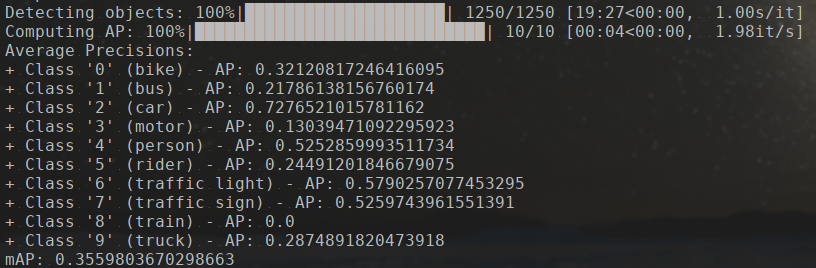 Detecting objects: 100%|██████████████████████| 1250/1250 [19:27<00:00,  1.00s/it]
Computing AP: 100%|████████████████████████████████| 10/10 [00:04<00:00,  1.98it/s]
Average Precisions:
+ Class '0' (bike) - AP: 0.32120817246416095
+ Class '1' (bus) - AP: 0.21786138156760174
+ Class '2' (car) - AP: 0.7276521015781162
+ Class '3' (motor) - AP: 0.13039471092295923
+ Class '4' (person) - AP: 0.5252859993511734
+ Class '5' (rider) - AP: 0.24491201846679075
+ Class '6' (traffic light) - AP: 0.5790257077453295
+ Class '7' (traffic sign) - AP: 0.5259743961551391
+ Class '8' (train) - AP: 0.0
+ Class '9' (truck) - AP: 0.2874891820473918
mAP: 0.3559803670298663